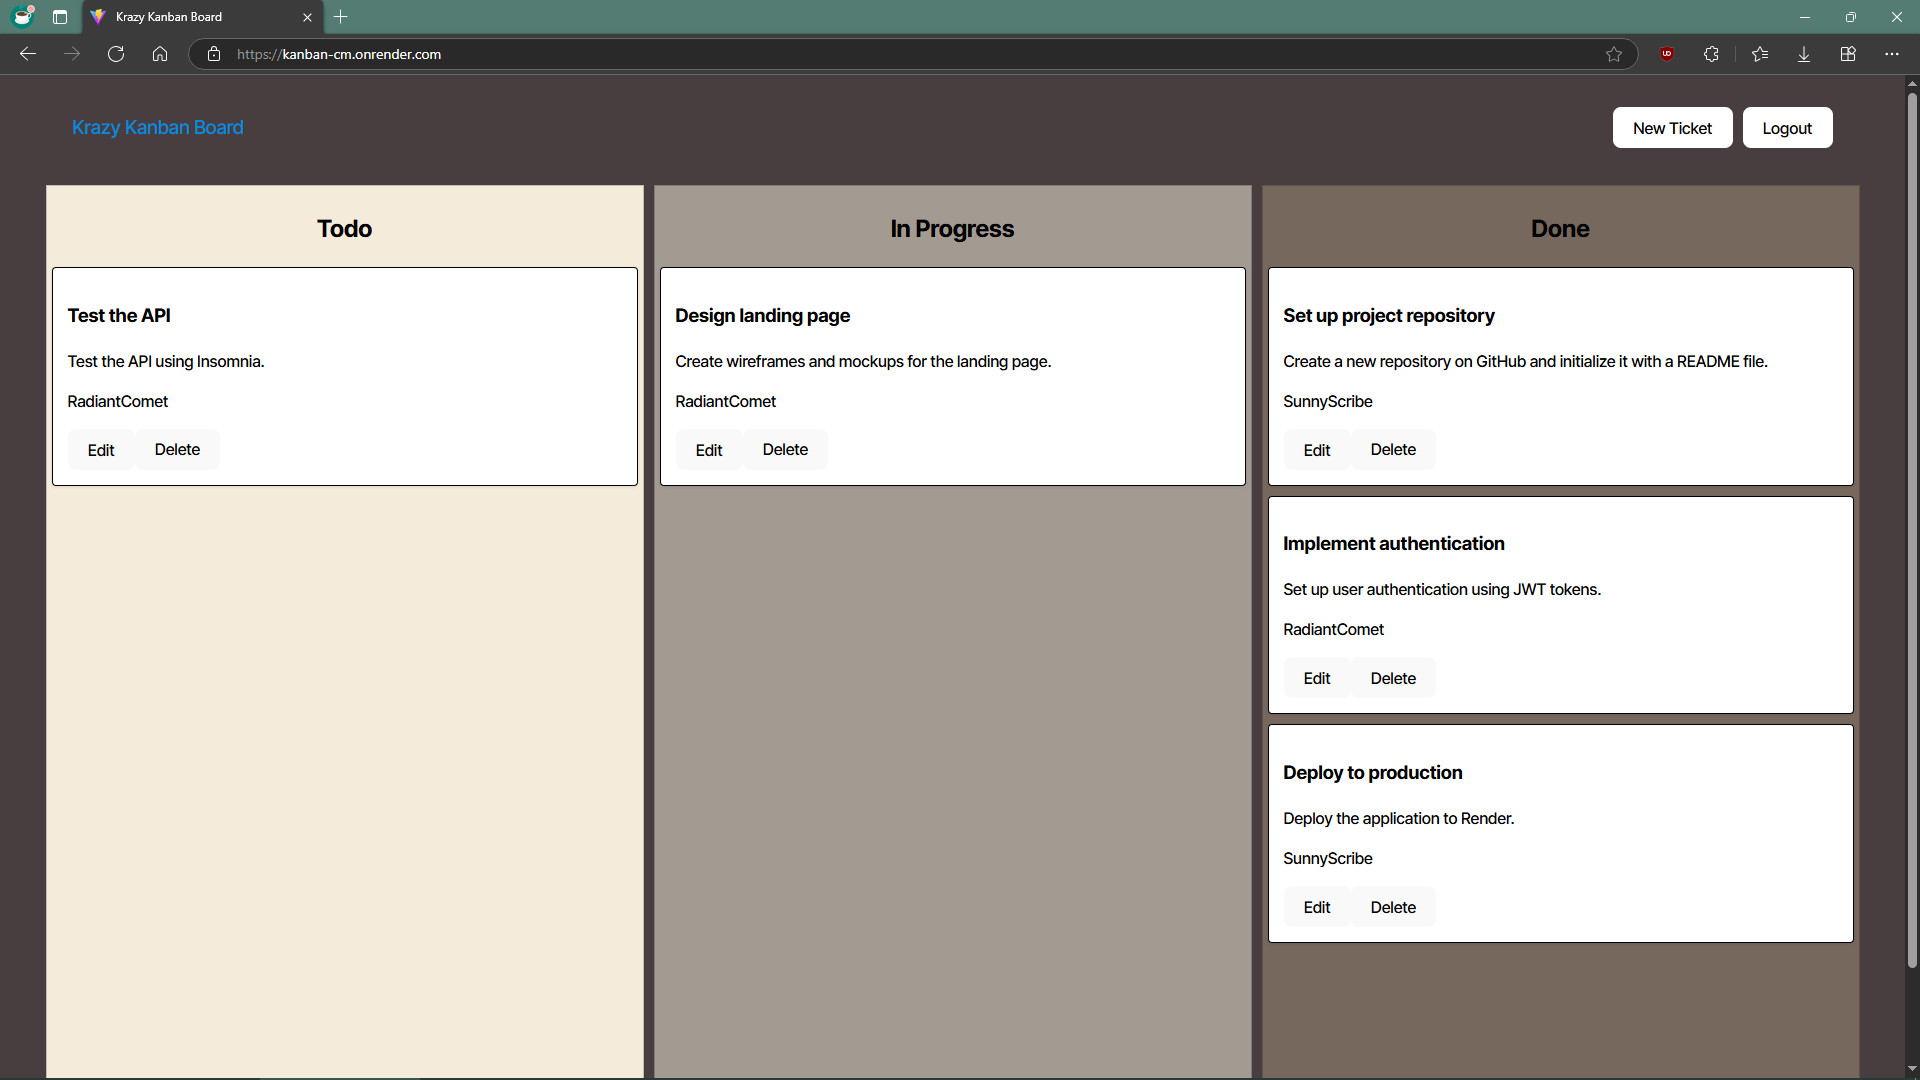 Krazy Kanban Board
https://kanban-cm.onrender.com
Krazy Kanban Board
New Ticket
Logout
Todo
Test the API
Test the API using Insomnia.
RadiantComet
Edit
Delete
In Progress
Design landing page
Create wireframes and mockups for the landing page.
RadiantComet
Edit
Delete
Done
Set up project repository
Create a new repository on GitHub and initialize it with a README file.
SunnyScribe
Edit
Delete
Implement authentication
Set up user authentication using JWT tokens.
RadiantComet
Edit
Delete
Deploy to production
Deploy the application to Render.
SunnyScribe
Edit
Delete